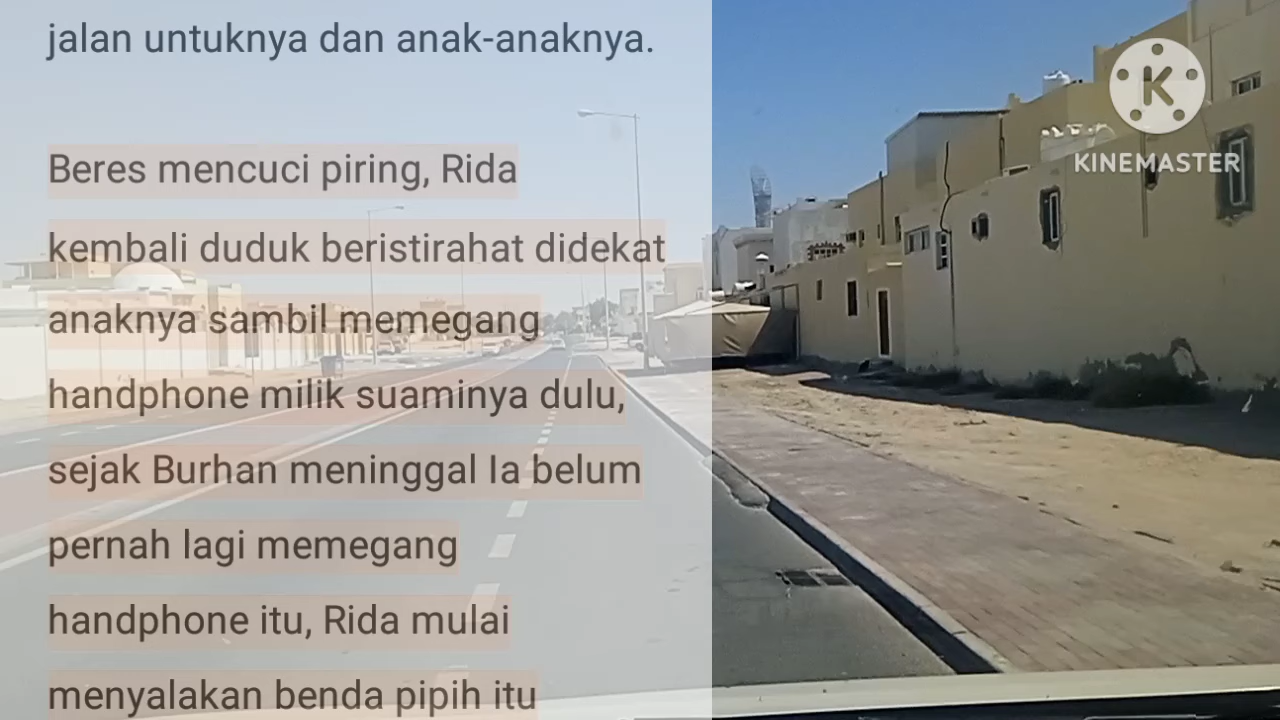 jalan untuknya dan anak-anaknya.
Beres mencuci piring, Rida
kembali duduk beristirahat didekat
anaknya sambil memegang
handphone milik suaminya dulu,
sejak Burhan meninggal Ia belum
pernah lagi memegang
handphone itu, Rida mulai
menyalakan benda pipih itu
K
KINEMASTER